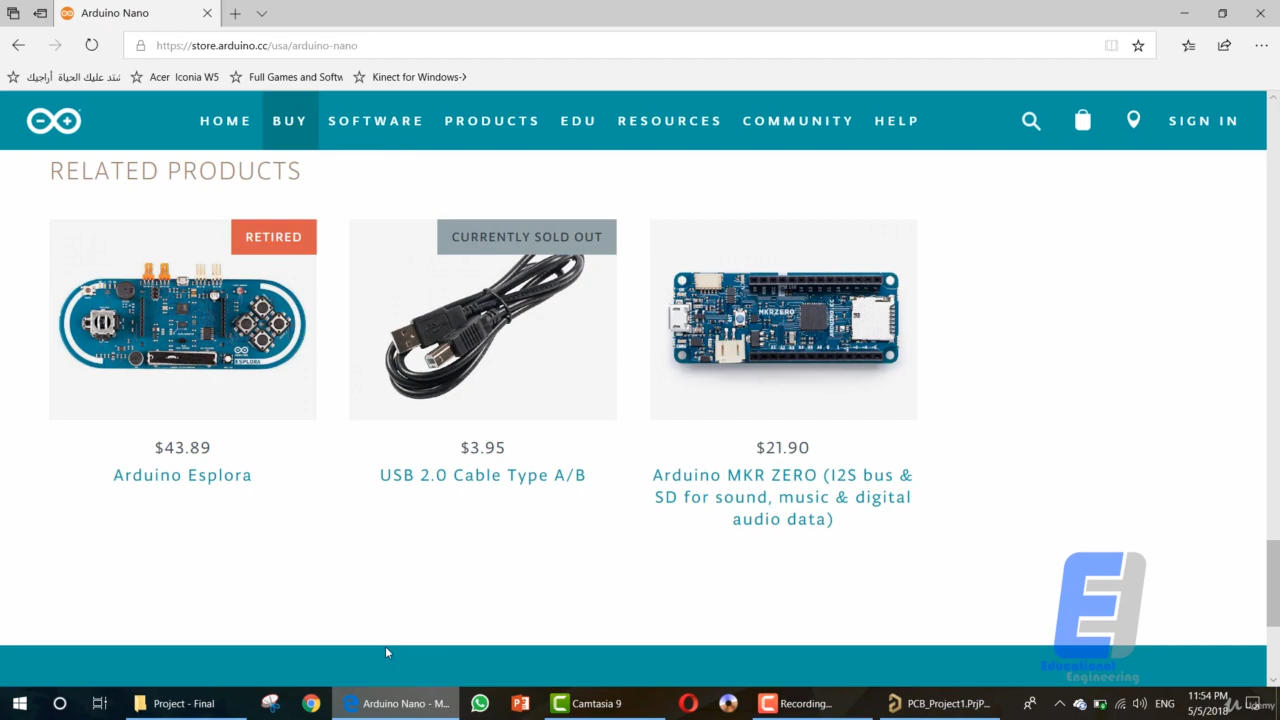 Arduino Nano
https://store.arduino.cc/usa/arduino-nano
شتد عليك الحياة أراجيك
Acer Iconia W5
Full Games and Softw
Kinect for Windows->
HOME BUY SOFTWARE PRODUCTS EDU RESOURCES COMMUNITY HELP SIGN IN
RELATED PRODUCTS
RETIRED
CURRENTLY SOLD OUT
MKRZERO
ESPLORA
$43.89
$3.95
$21.90
Arduino Esplora
USB 2.0 Cable Type A/B
Arduino MKR ZERO (I2S bus &
SD for sound, music & digital
audio data)
Educational
Engineering
Project - Final
Arduino Nano - M...
Camtasia 9
Recording...
PCB_Project1.PrjP...
ENG
11:54 PM
5/5/2018
Udemy